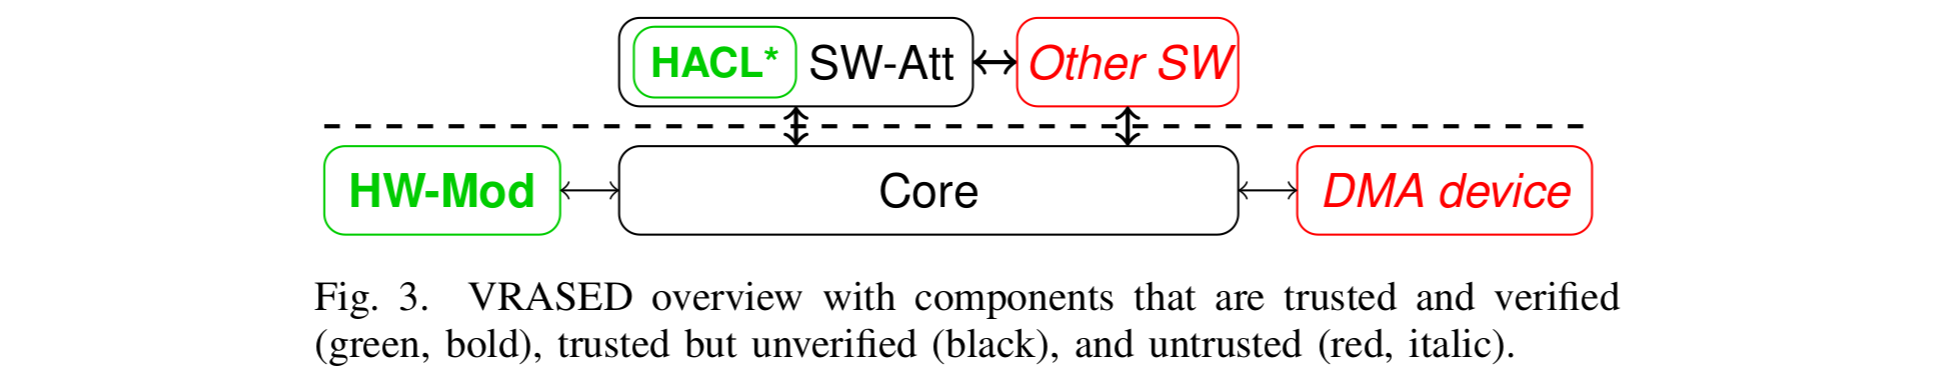 HACL* SW-Att Other SW
HW-Mod Core DMA device
Fig. 3. VRASED overview with components that are trusted and verified
(green, bold), trusted but unverified (black), and untrusted (red, italic).